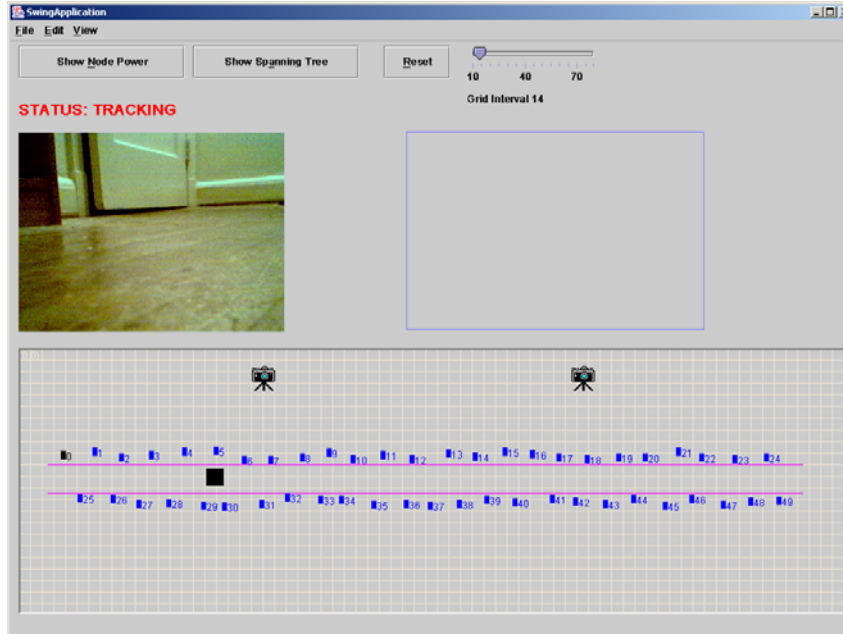 SwingApplication
File Edit View
Show Node Power Show Spanning Tree Reset
10 40 70
Grid Interval 14
STATUS: TRACKING
0 1 2 3 4 5 6 7 8 9 10 11 12 13 14 15 16 17 18 19 20 21 22 23 24
25 26 27 28 29 30 31 32 33 34 35 36 37 38 39 40 41 42 43 44 45 46 47 48 49